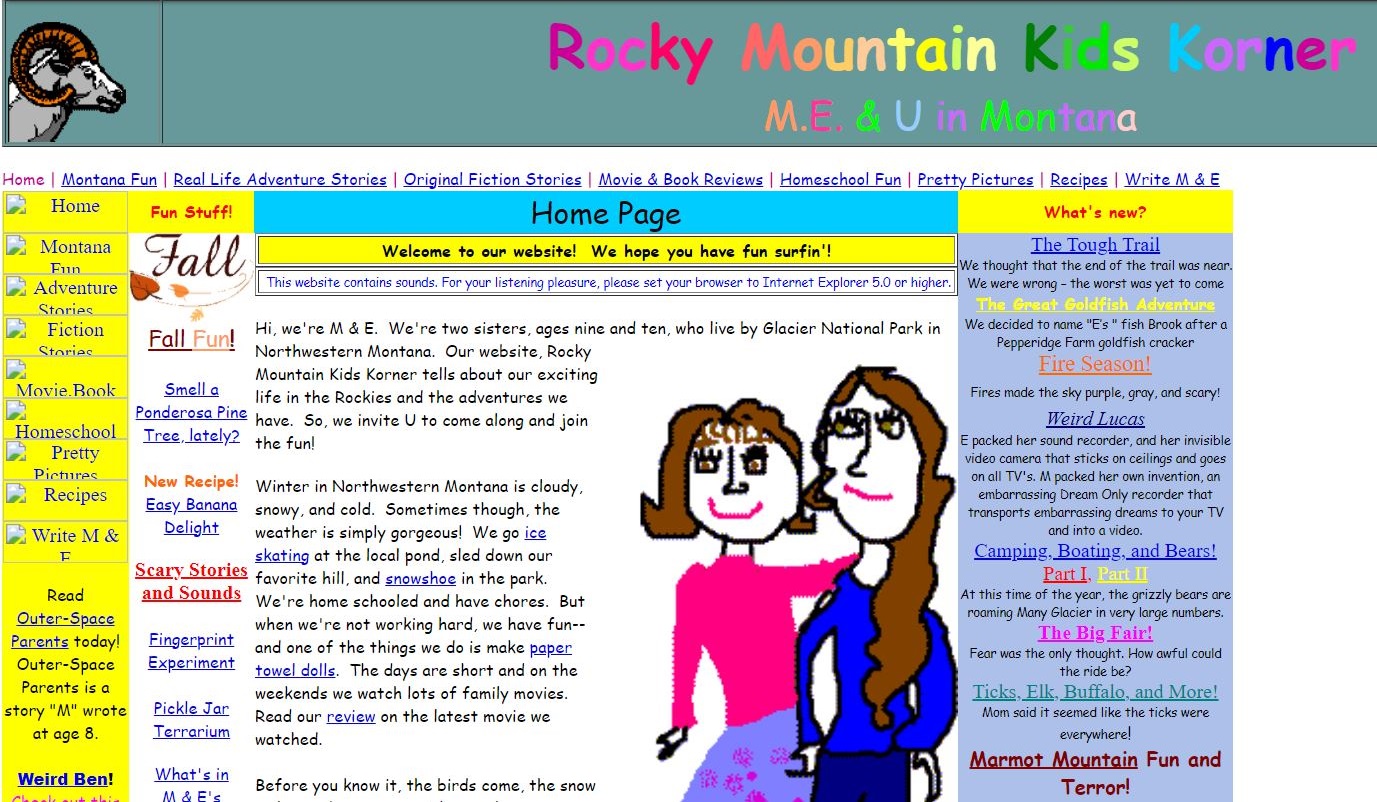 Rocky Mountain Kids Korner
M.E. & U in Montana
Home | Montana Fun | Real Life Adventure Stories | Original Fiction Stories | Movie & Book Reviews | Homeschool Fun | Pretty Pictures | Recipes | Write M & E
Home
Montana
Fun
Adventure
Stories
Fiction
Stories
Movie.Book
Homeschool
Pretty
Pictures
Recipes
Write M &
E
Read
Outer-Space
Parents today!
Outer-Space
Parents is a
story "M" wrote
at age 8.
Weird Ben!
Check out this
Fun Stuff!
Fall
Fall Fun!
Smell a
Ponderosa Pine
Tree, lately?
New Recipe!
Easy Banana
Delight
Scary Stories
and Sounds
Fingerprint
Experiment
Pickle Jar
Terrarium
What's in
M & E's
Home Page
Welcome to our website!  We hope you have fun surfin'!
This website contains sounds. For your listening pleasure, please set your browser to Internet Explorer 5.0 or higher.
Hi, we're M & E.  We're two sisters, ages nine and ten, who live by Glacier National Park in
Northwestern Montana.  Our website, Rocky
Mountain Kids Korner tells about our exciting
life in the Rockies and the adventures we
have.  So, we invite U to come along and join
the fun!
Winter in Northwestern Montana is cloudy,
snowy, and cold.  Sometimes though, the
weather is simply gorgeous!  We go ice
skating at the local pond, sled down our
favorite hill, and snowshoe in the park.
We're home schooled and have chores.  But
when we're not working hard, we have fun--
and one of the things we do is make paper
towel dolls.  The days are short and on the
weekends we watch lots of family movies.
Read our review on the latest movie we
watched.
Before you know it, the birds come, the snow
What's new?
The Tough Trail
We thought that the end of the trail was near.
We were wrong - the worst was yet to come
The Great Goldfish Adventure
We decided to name "E's " fish Brook after a
Pepperidge Farm goldfish cracker
Fire Season!
Fires made the sky purple, gray, and scary!
Weird Lucas
E packed her sound recorder, and her invisible
video camera that sticks on ceilings and goes
on all TV's. M packed her own invention, an
embarrassing Dream Only recorder that
transports embarrassing dreams to your TV
and into a video.
Camping, Boating, and Bears!
Part I, Part II
At this time of the year, the grizzly bears are
roaming Many Glacier in very large numbers.
The Big Fair!
Fear was the only thought. How awful could
the ride be?
Ticks, Elk, Buffalo, and More!
Mom said it seemed like the ticks were
everywhere!
Marmot Mountain Fun and
Terror!